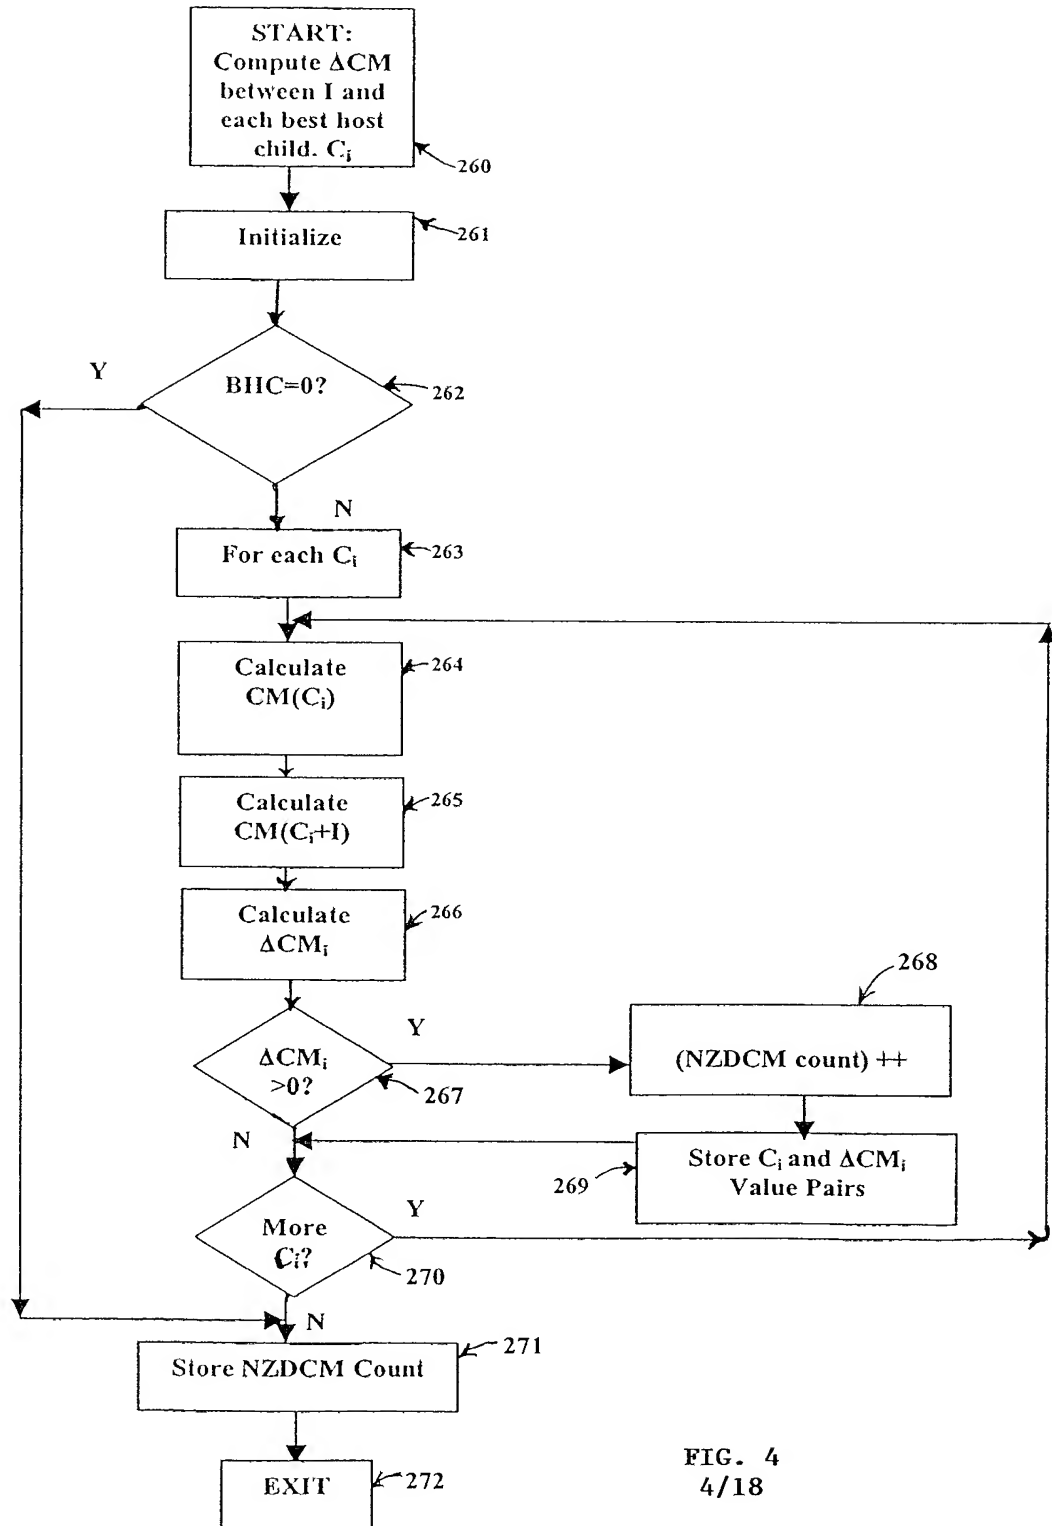 START:
Compute ΔCM
between I and
each best host
child. Ci
260
Initialize
261
Y
BHC=0?
262
N
For each Ci
263
Calculate
CM(Ci)
264
Calculate
CM(Ci+I)
265
Calculate
ΔCMi
266
268
Y
(NZDCM count) ++
ΔCMi
>0?
267
N
Store Ci and ΔCMi
Value Pairs
269
Y
More
Ci?
270
N
271
Store NZDCM Count
EXIT
272
FIG. 4
4/18